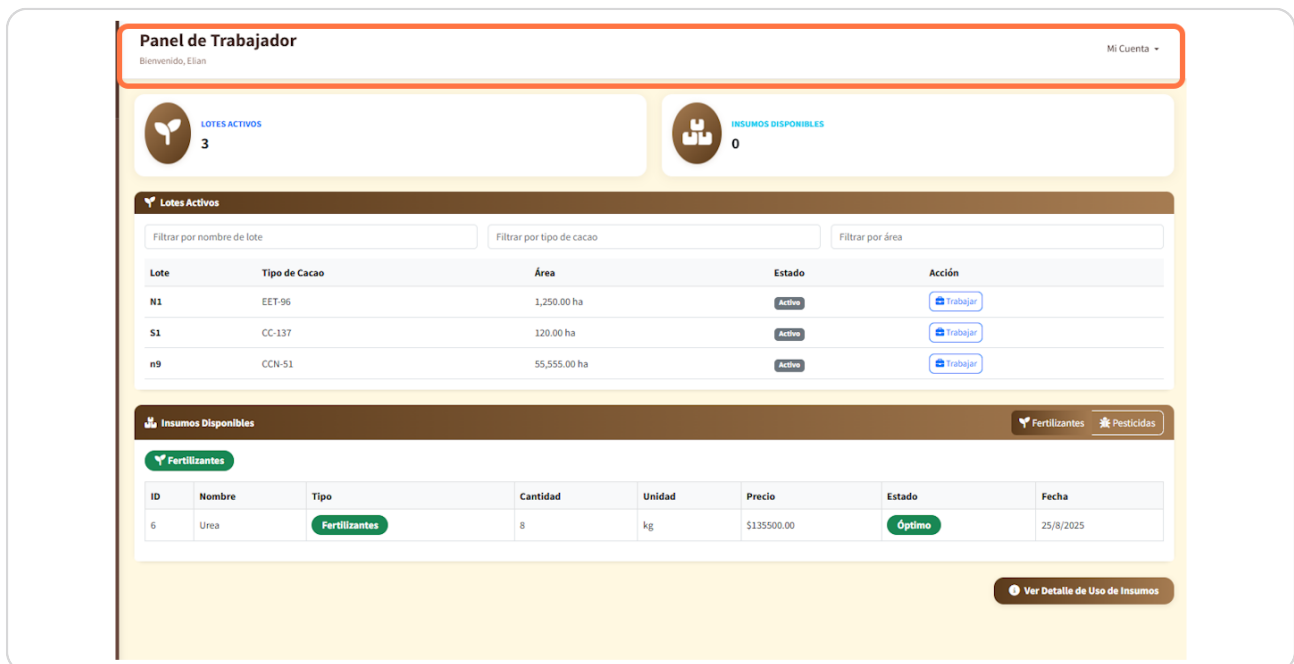 Panel de Trabajador
Bienvenido, Elian
Mi Cuenta
LOTES ACTIVOS
3
INSUMOS DISPONIBLES
0
Lotes Activos
Filtrar por nombre de lote Filtrar por tipo de cacao Filtrar por área
Lote Tipo de Cacao Área Estado Acción
N1 EET-96 1,250.00 ha Activo Trabajar
S1 CC-137 120.00 ha Activo Trabajar
n9 CCN-51 55,555.00 ha Activo Trabajar
Insumos Disponibles Fertilizantes Pesticidas
Fertilizantes
ID Nombre Tipo Cantidad Unidad Precio Estado Fecha
6 Urea Fertilizantes 8 kg $135500.00 Óptimo 25/8/2025
Ver Detalle de Uso de Insumos